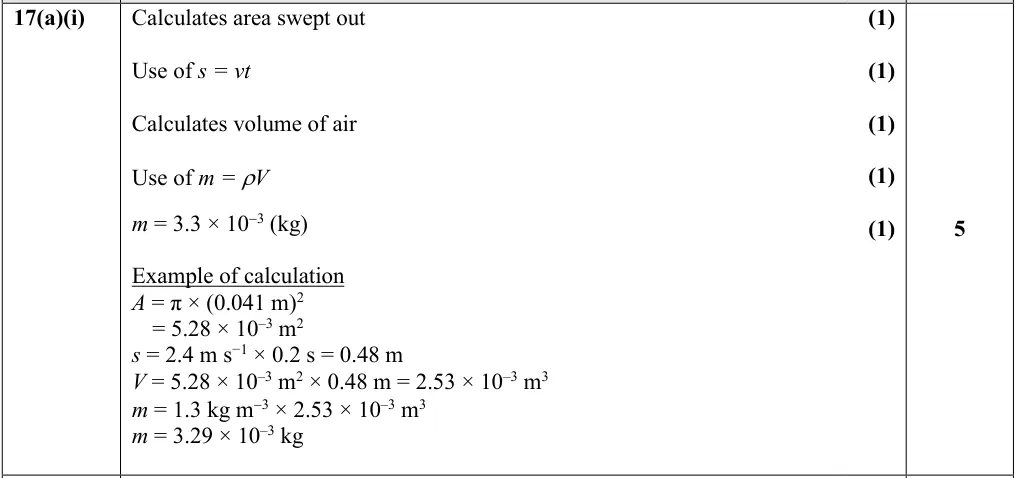 17(a)(i) Calculates area swept out (1)
Use of s = vt (1)
Calculates volume of air (1)
Use of m = ρV (1)
m = 3.3 × 10⁻³ (kg) (1) 5
Example of calculation
A = π × (0.041 m)²
= 5.28 × 10⁻³ m²
s = 2.4 m s⁻¹ × 0.2 s = 0.48 m
V = 5.28 × 10⁻³ m² × 0.48 m = 2.53 × 10⁻³ m³
m = 1.3 kg m⁻³ × 2.53 × 10⁻³ m³
m = 3.29 × 10⁻³ kg